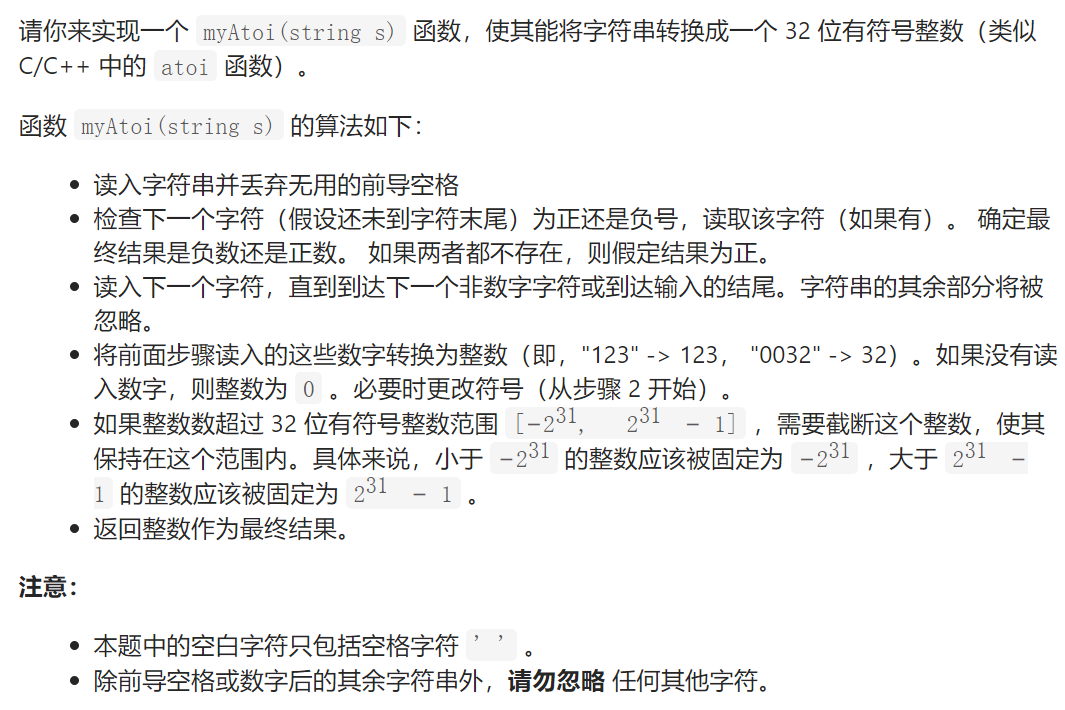 请你来实现一个 myAtoi(string s) 函数，使其能将字符串转换成一个 32 位有符号整数（类似
C/C++ 中的 atoi 函数）。
函数 myAtoi(string s) 的算法如下：
• 读入字符串并丢弃无用的前导空格
• 检查下一个字符（假设还未到字符末尾）为正还是负号，读取该字符（如果有）。 确定最
终结果是负数还是正数。 如果两者都不存在，则假定结果为正。
• 读入下一个字符，直到到达下一个非数字字符或到达输入的结尾。字符串的其余部分将被
忽略。
• 将前面步骤读入的这些数字转换为整数（即，"123" -> 123， "0032" -> 32）。如果没有读
入数字，则整数为 0 。必要时更改符号（从步骤 2 开始）。
• 如果整数数超过 32 位有符号整数范围 [−2³¹, 2³¹ − 1] ，需要截断这个整数，使其
保持在这个范围内。具体来说，小于 −2³¹ 的整数应该被固定为 −2³¹ ，大于 2³¹ −
1 的整数应该被固定为 2³¹ − 1 。
• 返回整数作为最终结果。
注意：
• 本题中的空白字符只包括空格字符 ' ' 。
• 除前导空格或数字后的其余字符串外，请勿忽略 任何其他字符。